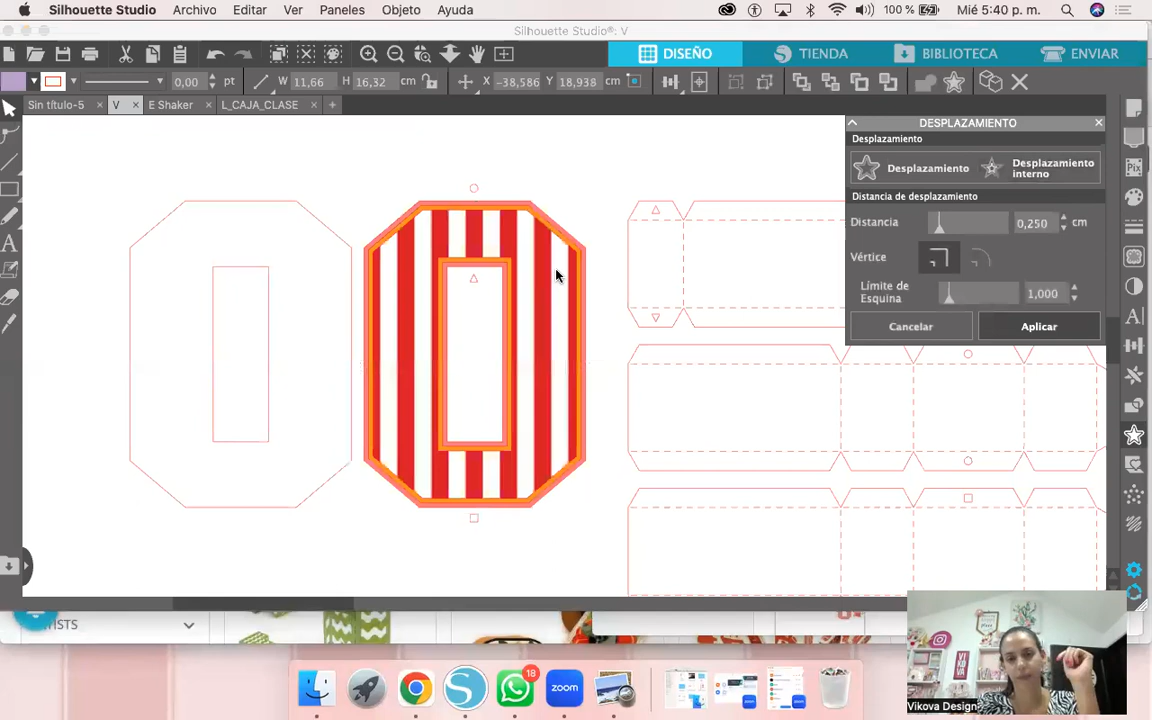 Silhouette Studio Archivo Editar Ver Paneles Objeto Ayuda 100 % Mié 5:40 p. m.
Silhouette Studio®: V
DISEÑO TIENDA BIBLIOTECA ENVIAR
0,00 pt W 11,66 H 16,32 cm X -38,586 Y 18,938 cm
Sin título-5 V E Shaker L_CAJA_CLASE
DESPLAZAMIENTO
Desplazamiento
Desplazamiento
Desplazamiento interno
Distancia de desplazamiento
Distancia 0,250 cm
Vértice
Límite de Esquina 1,000
Cancelar Aplicar
Pix
A
A
18
zoom
Vikova Design